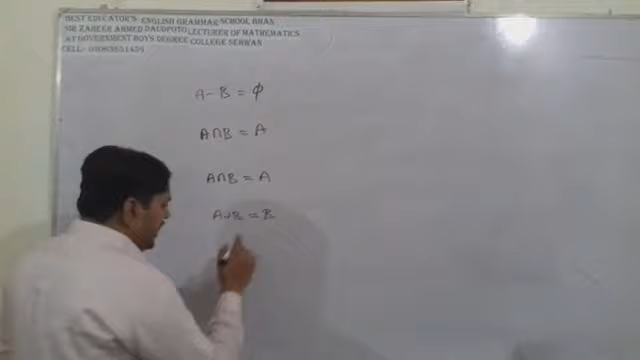 BEST EDUCATOR'S ENGLISH GRAMMAR SCHOOL BHAN
SIR ZAHEER AHMED DAUDPOTO LECTURER OF MATHEMATICS
AT GOVERNMENT BOYS DEGREE COLLEGE SEHWAN
CELL:
A - B = ϕ
A∩B = A
A∩B = A
A∪B = B